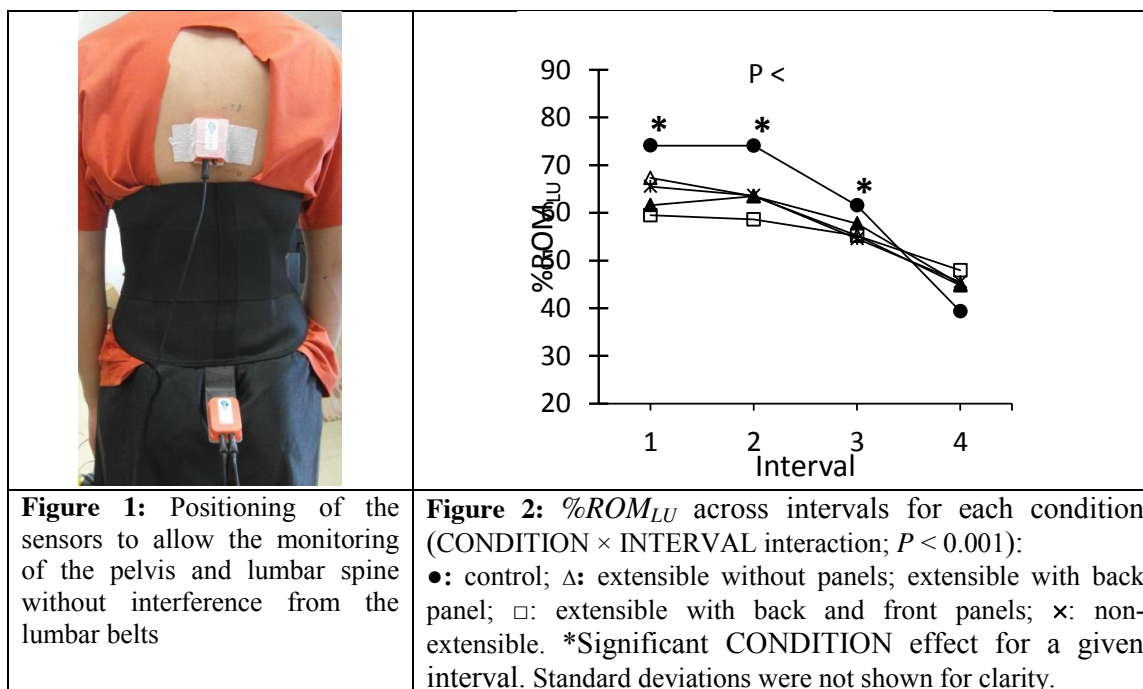 90
80
70
60
50
40
30
20
%ROMLU
P <
*
*
*
1 2 3 4
Interval
Figure 1: Positioning of the
sensors to allow the monitoring
of the pelvis and lumbar spine
without interference from the
lumbar belts
Figure 2: %ROMLU across intervals for each condition
(CONDITION × INTERVAL interaction; P < 0.001):
●: control; Δ: extensible without panels; extensible with back
panel; □: extensible with back and front panels; ×: non-
extensible. *Significant CONDITION effect for a given
interval. Standard deviations were not shown for clarity.